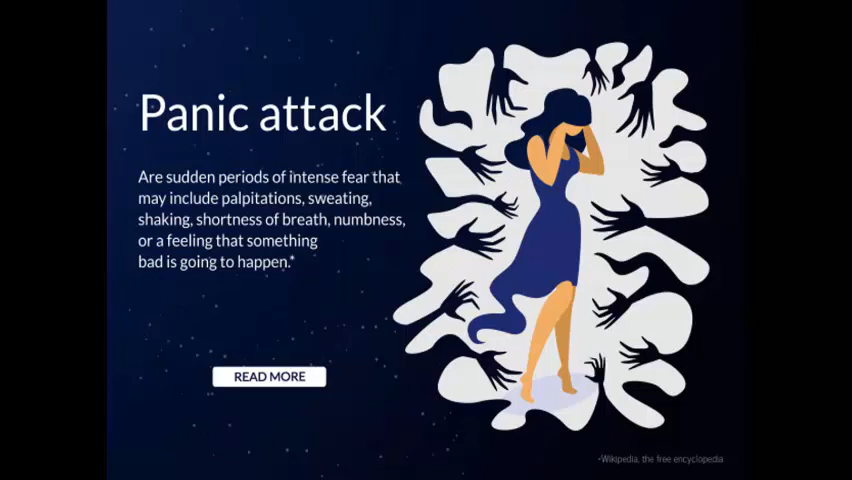 Panic attack
Are sudden periods of intense fear that
may include palpitations, sweating,
shaking, shortness of breath, numbness,
or a feeling that something
bad is going to happen.*
READ MORE
*Wikipedia, the free encyclopedia